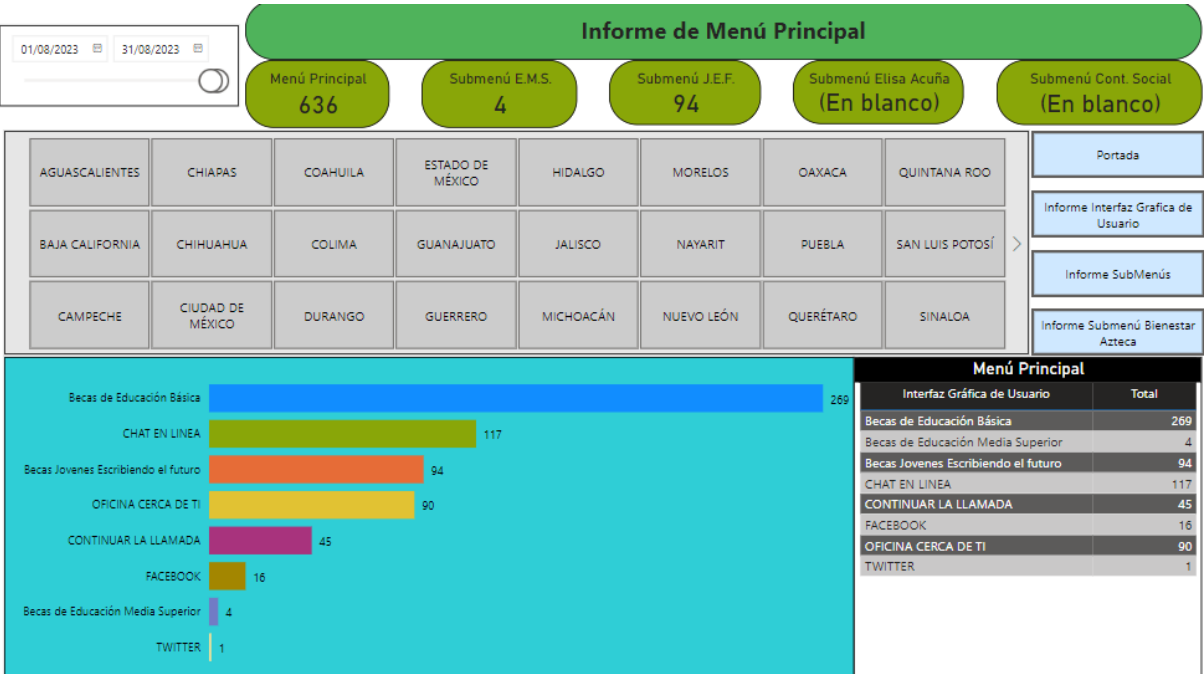 Informe de Menú Principal
01/08/2023 31/08/2023
Menú Principal
636
Submenú E.M.S.
4
Submenú J.E.F.
94
Submenú Elisa Acuña
(En blanco)
Submenú Cont. Social
(En blanco)
AGUASCALIENTES
CHIAPAS
COAHUILA
ESTADO DE
MÉXICO
HIDALGO
MORELOS
OAXACA
QUINTANA ROO
BAJA CALIFORNIA
CHIHUAHUA
COLIMA
GUANAJUATO
JALISCO
NAYARIT
PUEBLA
SAN LUIS POTOSÍ
CAMPECHE
CIUDAD DE
MÉXICO
DURANGO
GUERRERO
MICHOACÁN
NUEVO LEÓN
QUERÉTARO
SINALOA
Portada
Informe Interfaz Grafica de
Usuario
Informe SubMenús
Informe Submenú Bienestar
Azteca
Becas de Educación Básica 269
CHAT EN LINEA 117
Becas Jovenes Escribiendo el futuro 94
OFICINA CERCA DE TI 90
CONTINUAR LA LLAMADA 45
FACEBOOK 16
Becas de Educación Media Superior 4
TWITTER 1
Menú Principal
Interfaz Gráfica de Usuario Total
Becas de Educación Básica 269
Becas de Educación Media Superior 4
Becas Jovenes Escribiendo el futuro 94
CHAT EN LINEA 117
CONTINUAR LA LLAMADA 45
FACEBOOK 16
OFICINA CERCA DE TI 90
TWITTER 1